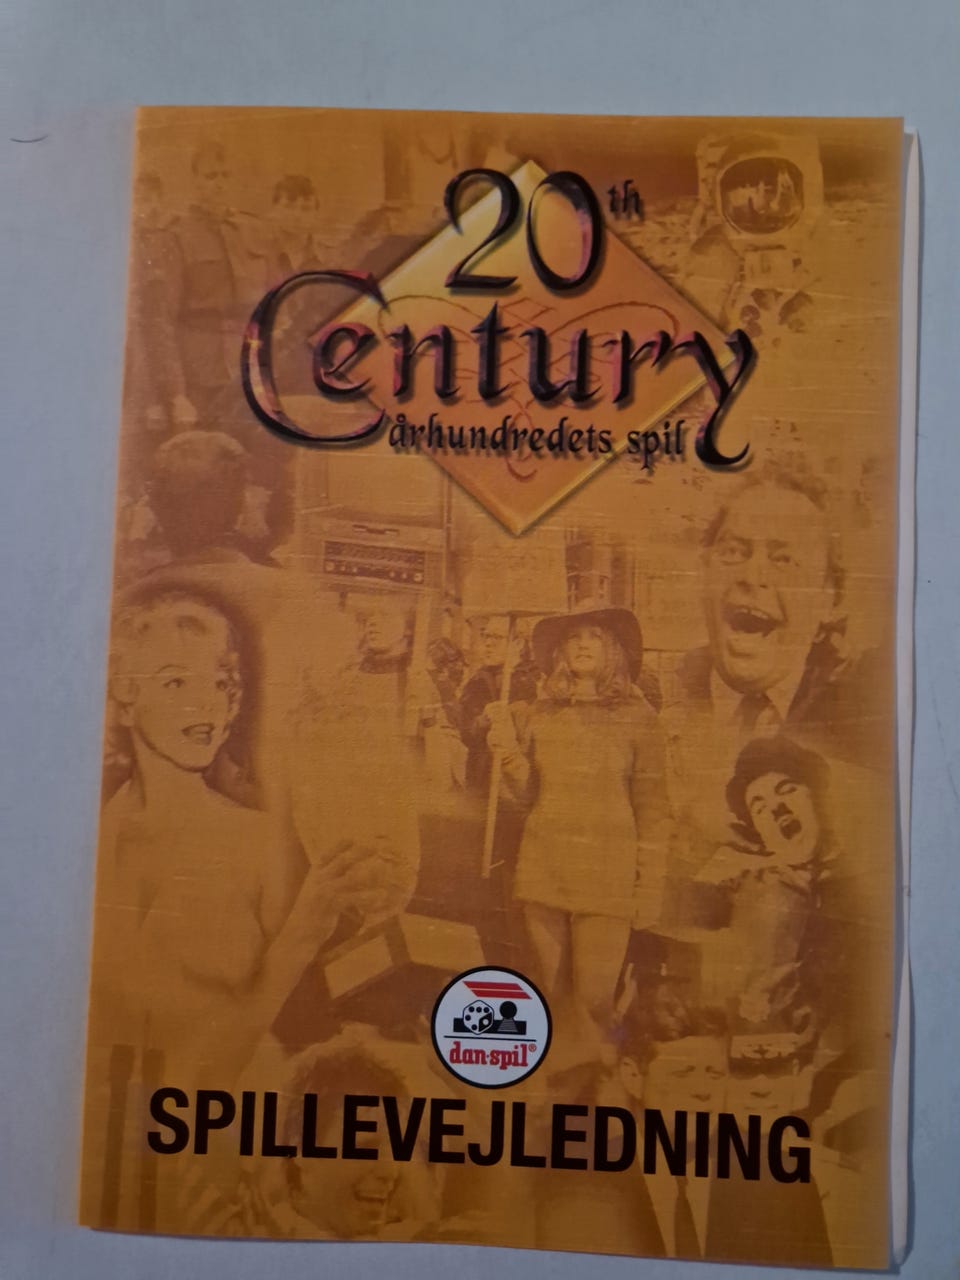 20th
Century
århundredets spil
dan-spil®
SPILLEVEJLEDNING